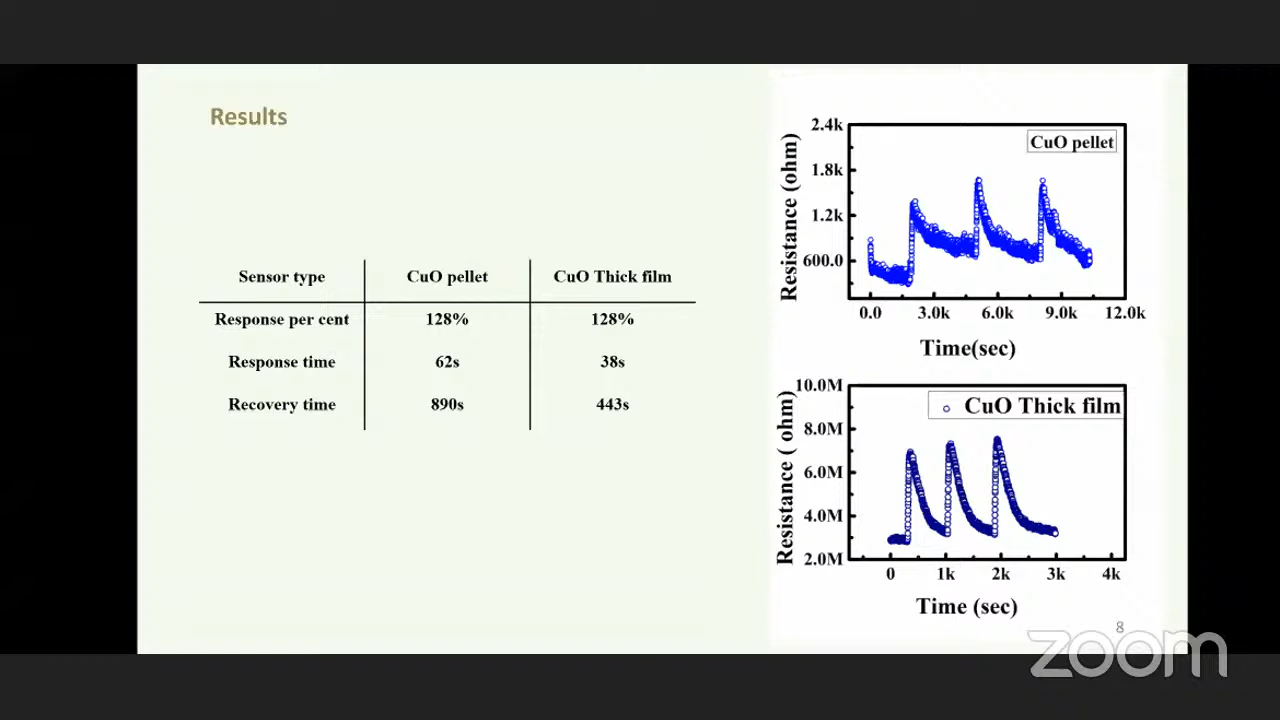 Results
Sensor type CuO pellet CuO Thick film
Response per cent 128% 128%
Response time 62s 38s
Recovery time 890s 443s
2.4k
1.8k
1.2k
600.0
Resistance (ohm)
CuO pellet
0.0 3.0k 6.0k 9.0k 12.0k
Time(sec)
10.0M
8.0M
6.0M
4.0M
2.0M
Resistance ( ohm)
CuO Thick film
0 1k 2k 3k 4k
Time (sec)
8
zoom